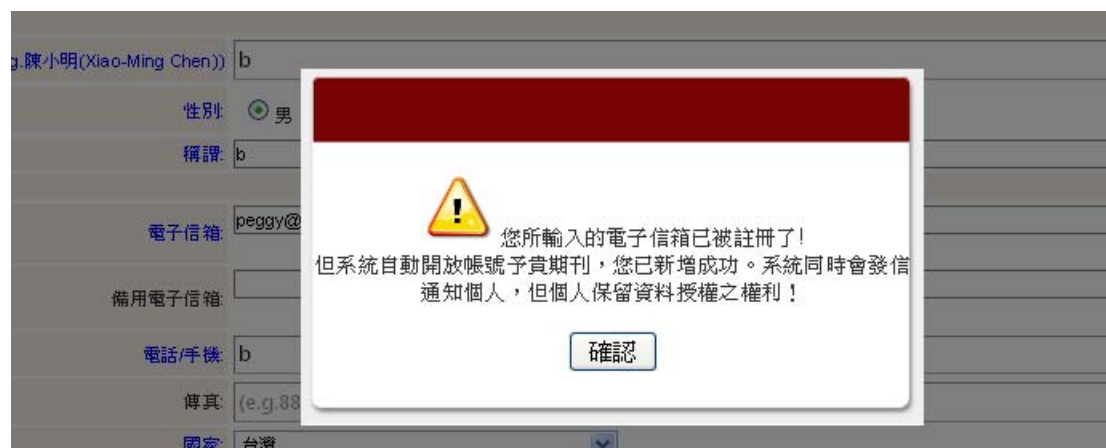 g.陳小明(Xiao-Ming Chen)) b
性別: 男
稱謂: b
電子信箱: peggy@
備用電子信箱:
電話/手機: b
傳真: (e.g.88
國家: 台灣
您所輸入的電子信箱已被註冊了!
但系統自動開放帳號予貴期刊,您已新增成功。系統同時會發信
通知個人,但個人保留資料授權之權利!
確認